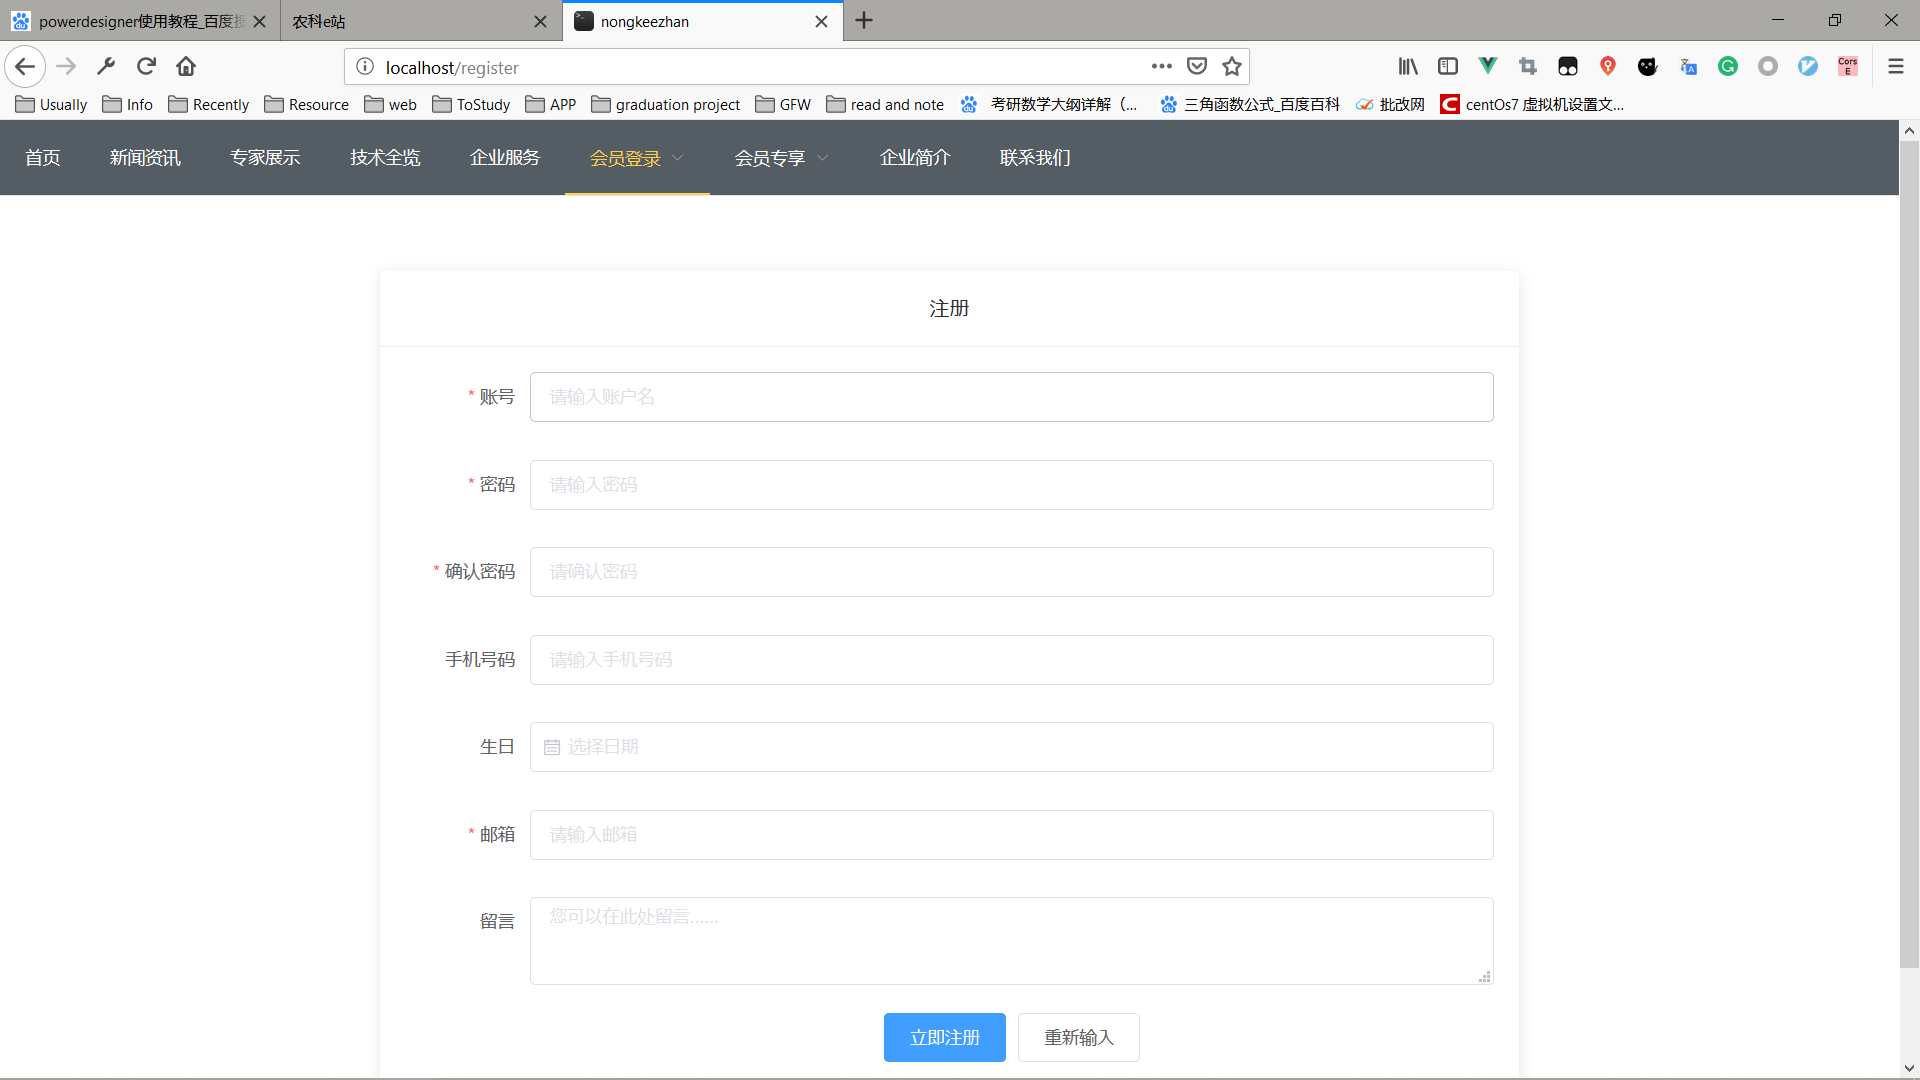 powerdesigner使用教程_百度搜
农科e站
nongkeezhan
localhost/register
Cors
E
Usually
Info
Recently
Resource
web
ToStudy
APP
graduation project
GFW
read and note
考研数学大纲详解（...
三角函数公式_百度百科
批改网
centOs7 虚拟机设置文...
首页
新闻资讯
专家展示
技术全览
企业服务
会员登录
会员专享
企业简介
联系我们
注册
* 账号
请输入账户名
* 密码
请输入密码
* 确认密码
请确认密码
手机号码
请输入手机号码
生日
选择日期
* 邮箱
请输入邮箱
留言
您可以在此处留言......
立即注册
重新输入